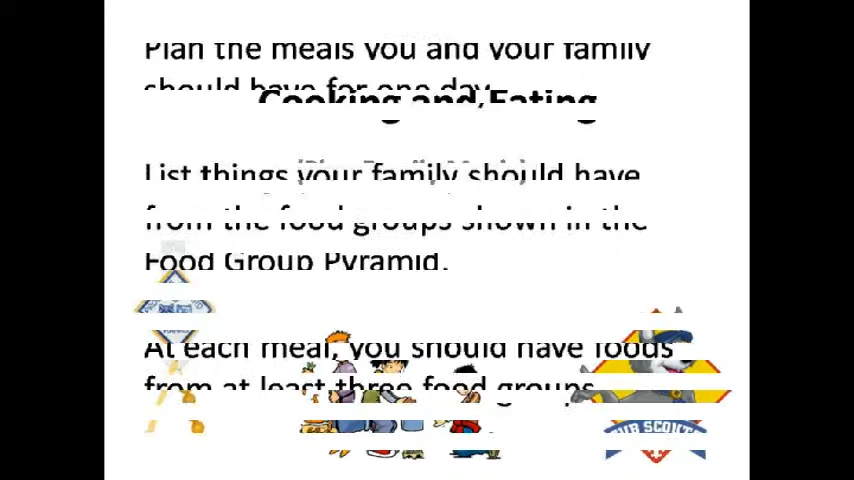 Plan the meals you and your family
should have for one day.
Cooking and Eating
List things your family should have
from the food groups shown in the
Food Group Pyramid.
At each meal, you should have foods
from at least three food groups.
CUB SCOUTS